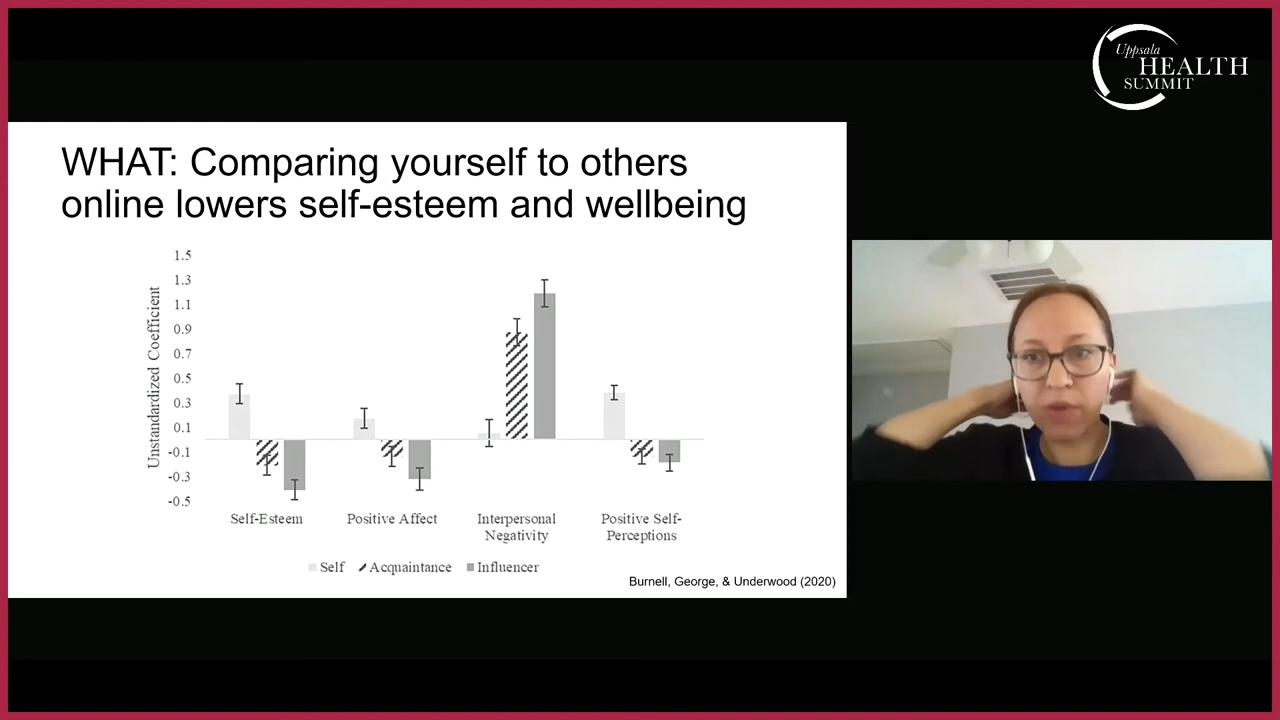 Uppsala
HEALTH
SUMMIT
WHAT: Comparing yourself to others
online lowers self-esteem and wellbeing
Unstandardized Coefficient
1.5
1.3
1.1
0.9
0.7
0.5
0.3
0.1
-0.1
-0.3
-0.5
Self-Esteem
Positive Affect
Interpersonal
Negativity
Positive Self-
Perceptions
Self
Acquaintance
Influencer
Burnell, George, & Underwood (2020)